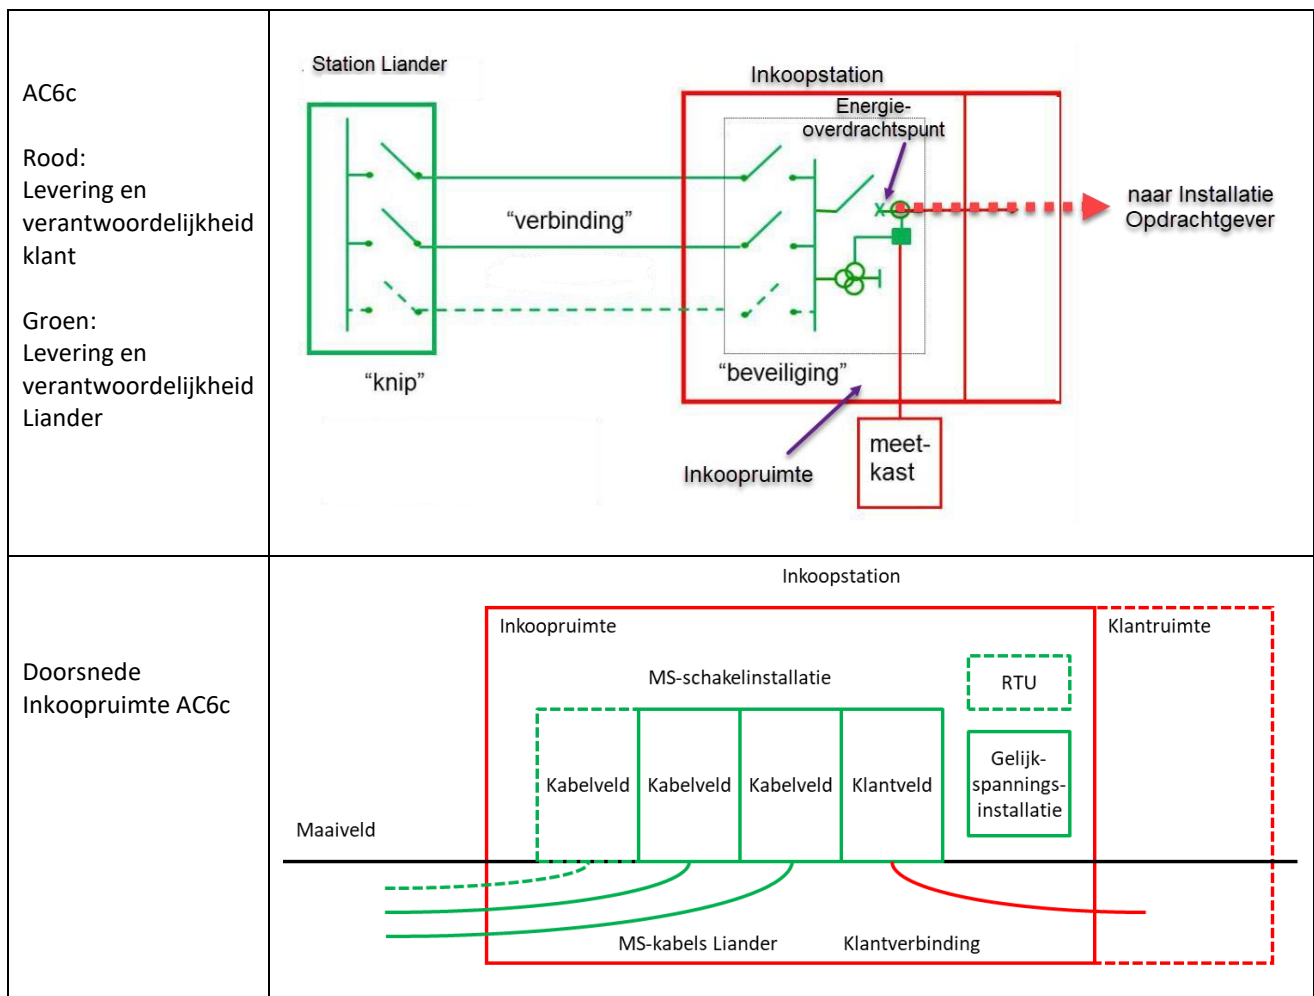 AC6c
Rood:
Levering en
verantwoordelijkheid
klant
Groen:
Levering en
verantwoordelijkheid
Liander
Station Liander
Inkoopstation
Energie-
overdrachtspunt
naar Installatie
Opdrachtgever
“verbinding”
“knip”
“beveiliging”
Inkoopruimte
meet-
kast
Doorsnede
Inkoopruimte AC6c
Inkoopstation
Inkoopruimte
Klantruimte
MS-schakelinstallatie
RTU
Kabelveld
Kabelveld
Kabelveld
Klantveld
Gelijk-
spannings-
installatie
Maaiveld
MS-kabels Liander
Klantverbinding